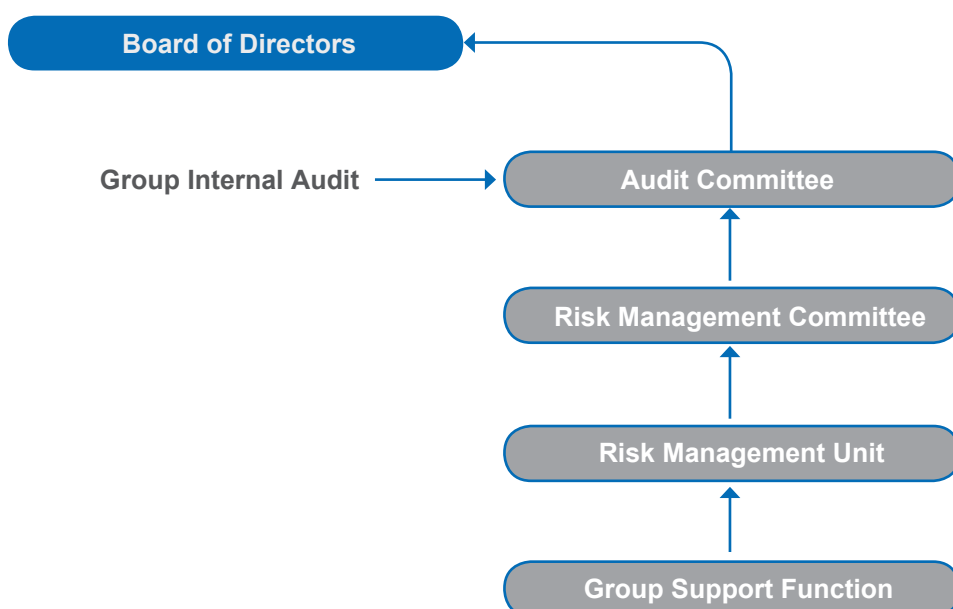 Board of Directors
Group Internal Audit
Audit Committee
Risk Management Committee
Risk Management Unit
Group Support Function